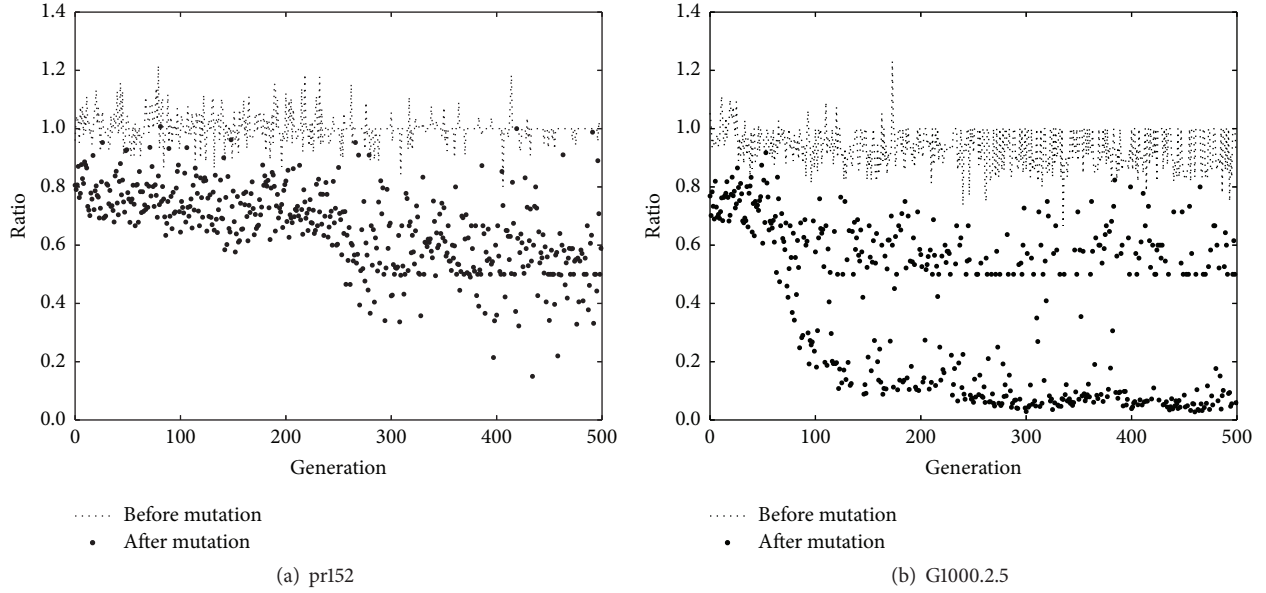 1.4
1.2
1.0
0.8
0.6
0.4
0.2
0.0
Ratio
0 100 200 300 400 500
Generation
Before mutation
After mutation
(a) pr152
1.4
1.2
1.0
0.8
0.6
0.4
0.2
0.0
Ratio
0 100 200 300 400 500
Generation
Before mutation
After mutation
(b) G1000.2.5